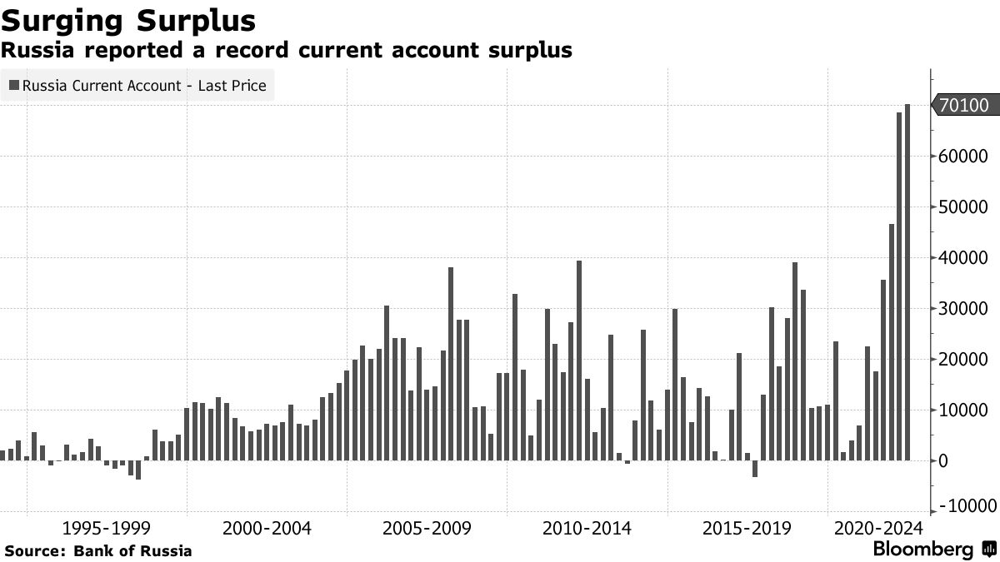 Surging Surplus
Russia reported a record current account surplus
Russia Current Account - Last Price
70100
60000
50000
40000
30000
20000
10000
0
-10000
1995-1999 2000-2004 2005-2009 2010-2014 2015-2019 2020-2024
Source: Bank of Russia
Bloomberg